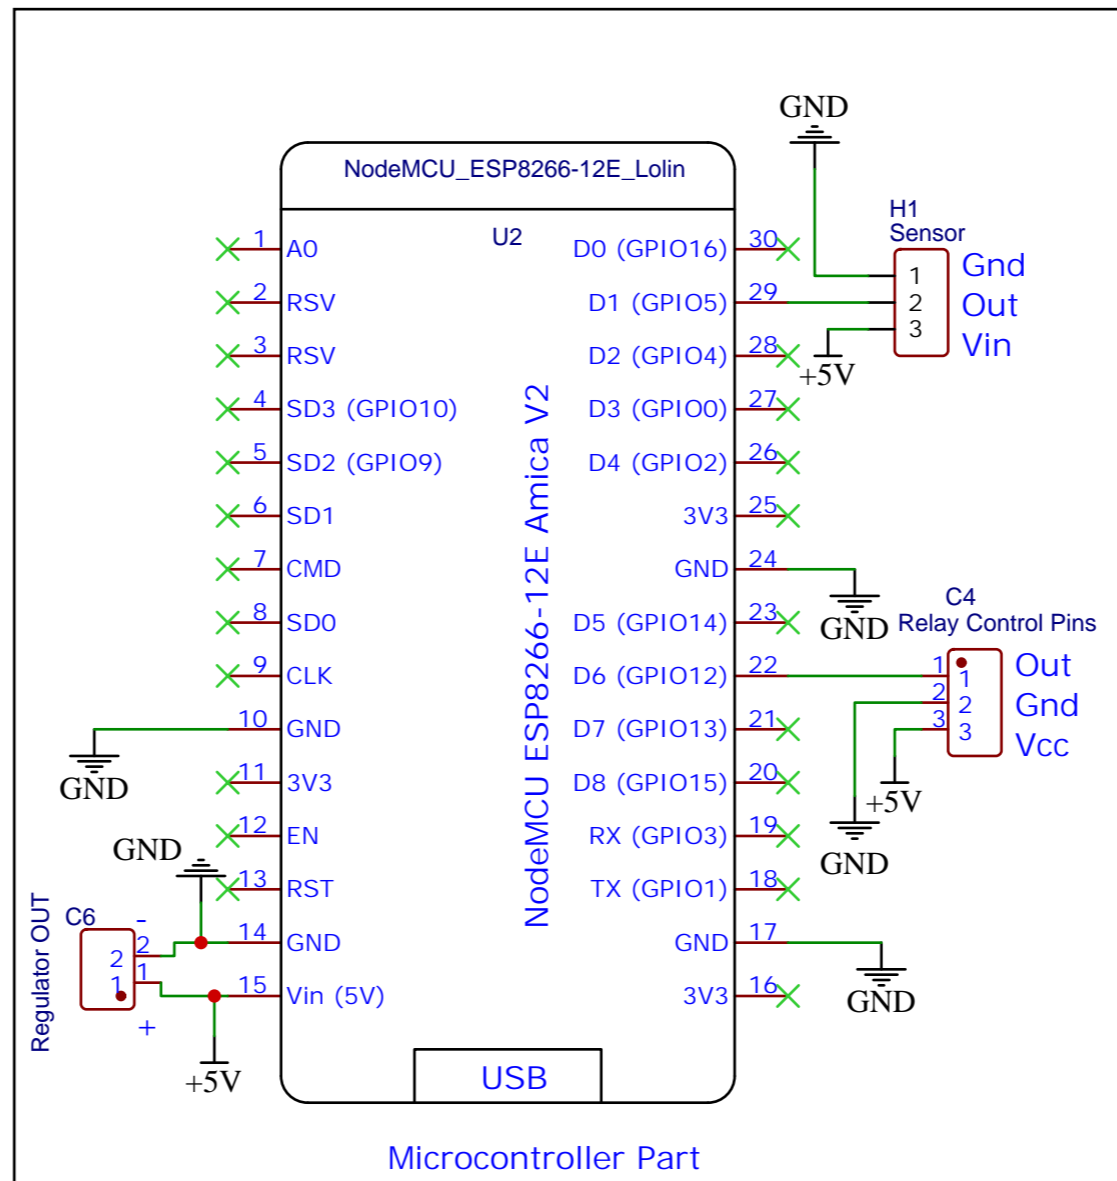 NodeMCU_ESP8266-12E_Lolin
U2
NodeMCU ESP8266-12E Amica V2
1 A0
2 RSV
3 RSV
4 SD3 (GPIO10)
5 SD2 (GPIO9)
6 SD1
7 CMD
8 SD0
9 CLK
10 GND
11 3V3
12 EN
13 RST
14 GND
15 Vin (5V)
D0 (GPIO16) 30
D1 (GPIO5) 29
D2 (GPIO4) 28
D3 (GPIO0) 27
D4 (GPIO2) 26
3V3 25
GND 24
D5 (GPIO14) 23
D6 (GPIO12) 22
D7 (GPIO13) 21
D8 (GPIO15) 20
RX (GPIO3) 19
TX (GPIO1) 18
GND 17
3V3 16
USB
GND
H1
Sensor
1 Gnd
2 Out
3 Vin
+5V
GND
C4
Relay Control Pins
1 1 Out
2 2 Gnd
3 3 Vcc
+5V
GND
GND
GND
GND
Regulator OUT
C6
-
2 2
1 1
+
+5V
Microcontroller Part